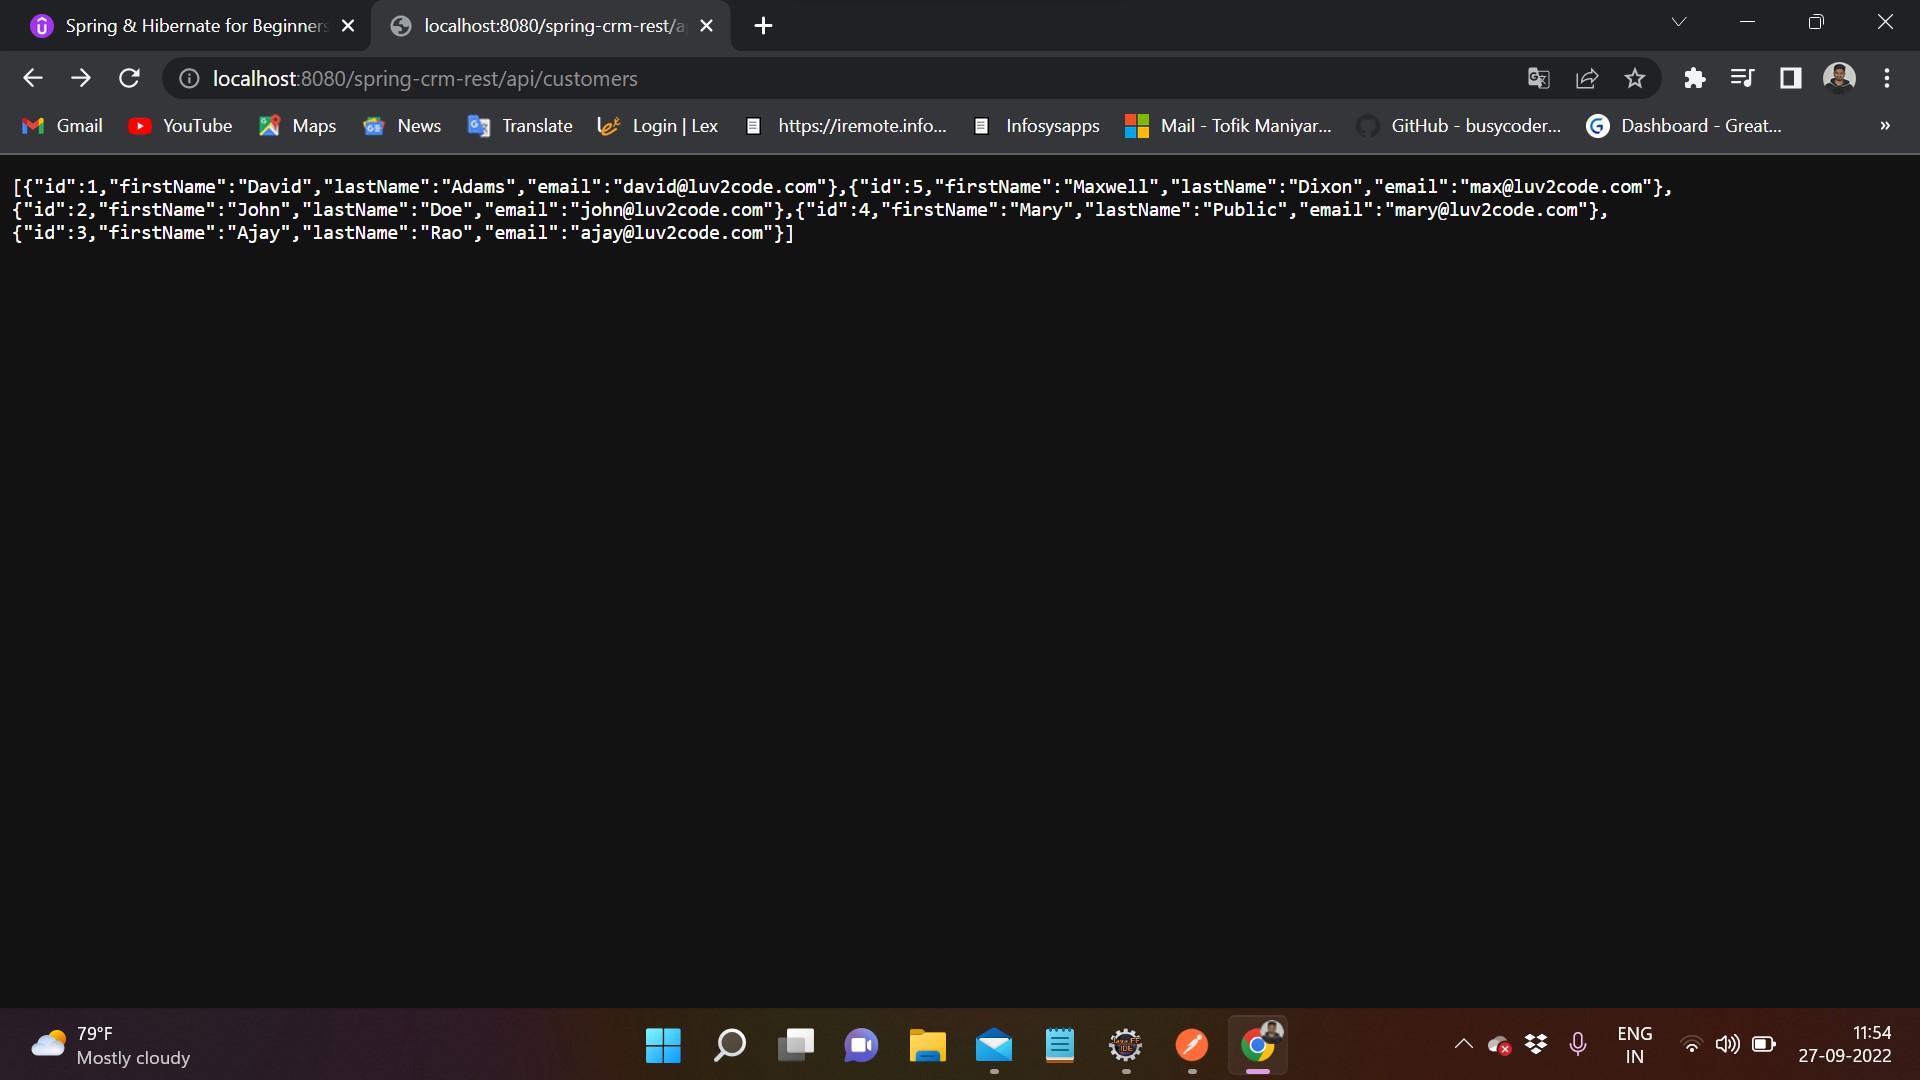 Spring & Hibernate for Beginners
localhost:8080/spring-crm-rest/a
localhost:8080/spring-crm-rest/api/customers
Gmail YouTube Maps News Translate Login | Lex https://iremote.info... Infosysapps Mail - Tofik Maniyar... GitHub - busycoder... Dashboard - Great... »
[{"id":1,"firstName":"David","lastName":"Adams","email":"david@luv2code.com"},{"id":5,"firstName":"Maxwell","lastName":"Dixon","email":"max@luv2code.com"},
{"id":2,"firstName":"John","lastName":"Doe","email":"john@luv2code.com"},{"id":4,"firstName":"Mary","lastName":"Public","email":"mary@luv2code.com"},
{"id":3,"firstName":"Ajay","lastName":"Rao","email":"ajay@luv2code.com"}]
79°F
Mostly cloudy
Java EE
IDE
ENG
IN
11:54
27-09-2022